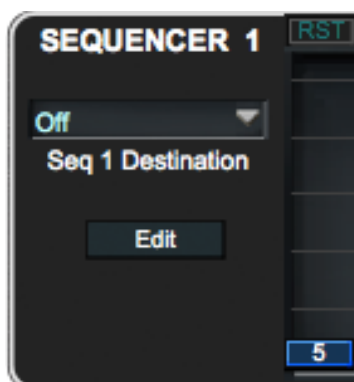 SEQUENCER 1
RST
Off
Seq 1 Destination
Edit
5